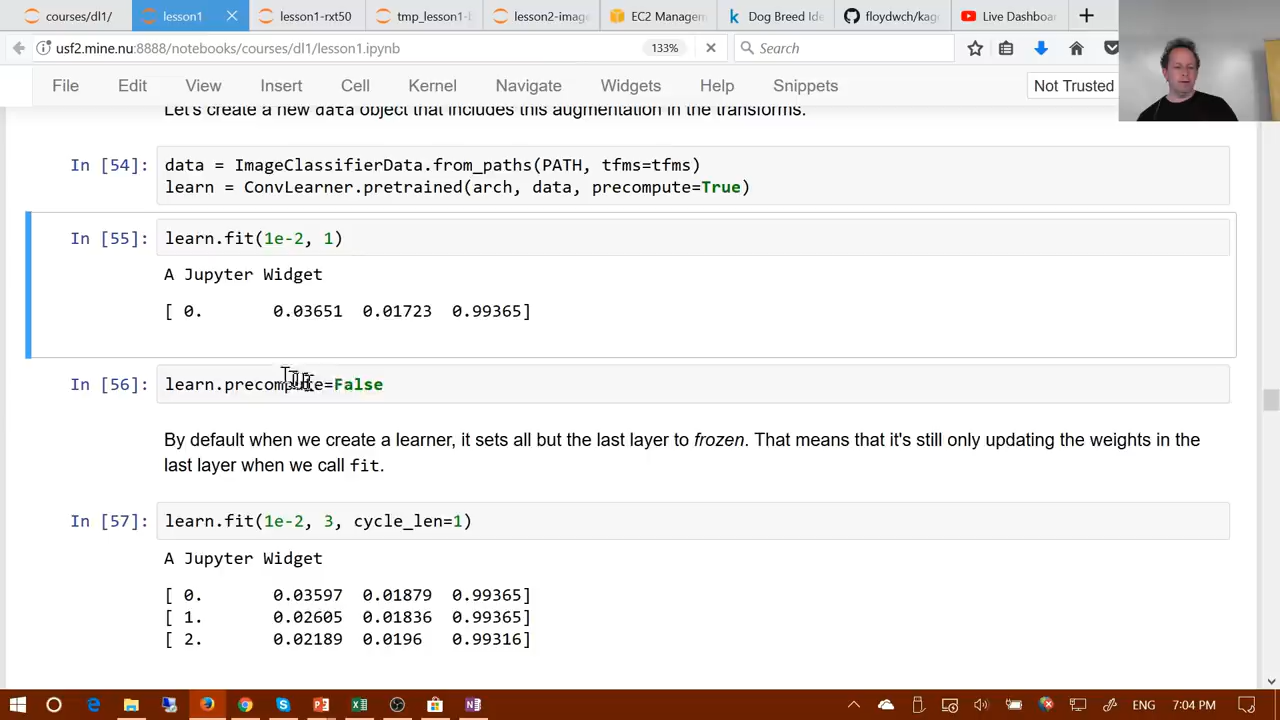 courses/dl1/
lesson1
lesson1-rxt50
tmp_lesson1-
lesson2-image
EC2 Managem
Dog Breed Ide
floydwch/kag
Live Dashboa
usf2.mine.nu:8888/notebooks/courses/dl1/lesson1.ipynb
133%
Search
File Edit View Insert Cell Kernel Navigate Widgets Help Snippets Not Trusted
Let's create a new data object that includes this augmentation in the transforms.
In [54]: data = ImageClassifierData.from_paths(PATH, tfms=tfms)
learn = ConvLearner.pretrained(arch, data, precompute=True)
In [55]: learn.fit(1e-2, 1)
A Jupyter Widget
[ 0. 0.03651 0.01723 0.99365]
In [56]: learn.precompute=False
By default when we create a learner, it sets all but the last layer to frozen. That means that it's still only updating the weights in the
last layer when we call fit.
In [57]: learn.fit(1e-2, 3, cycle_len=1)
A Jupyter Widget
[ 0. 0.03597 0.01879 0.99365]
[ 1. 0.02605 0.01836 0.99365]
[ 2. 0.02189 0.0196 0.99316]
ENG 7:04 PM